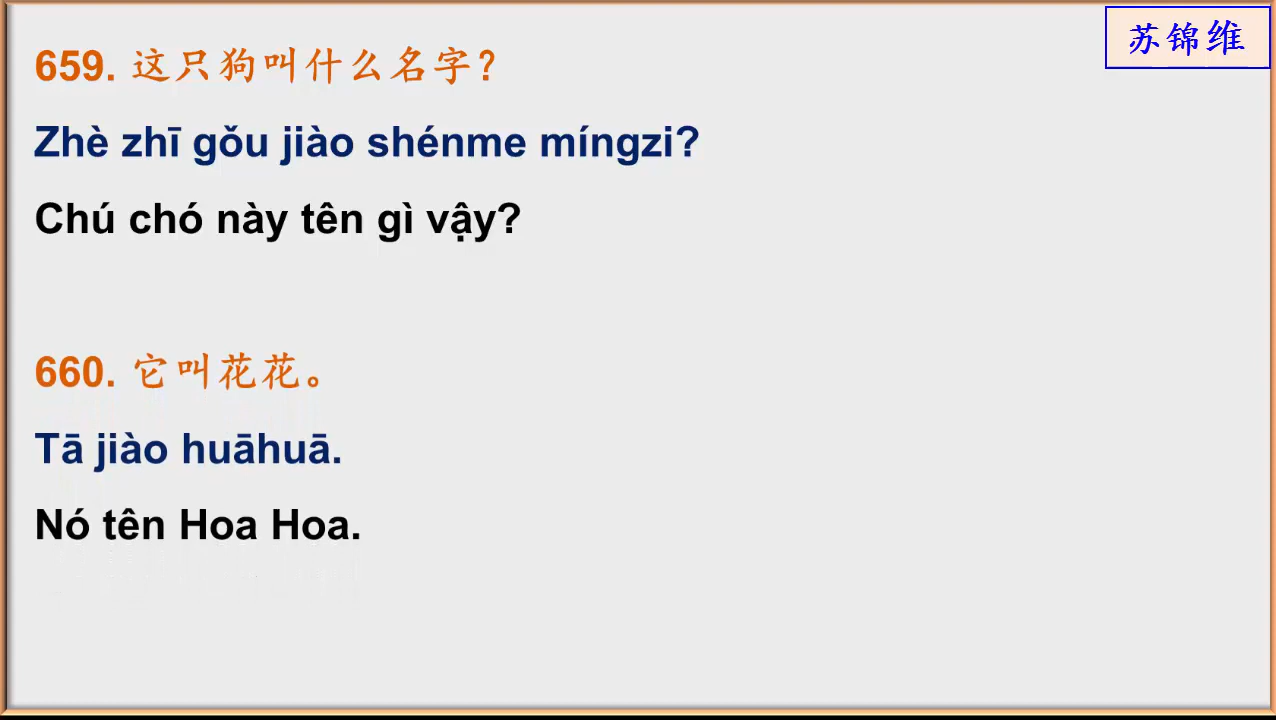 苏锦维
659. 这只狗叫什么名字？
Zhè zhī gǒu jiào shénme míngzi?
Chú chó này tên gì vậy?
660. 它叫花花。
Tā jiào huāhuā.
Nó tên Hoa Hoa.